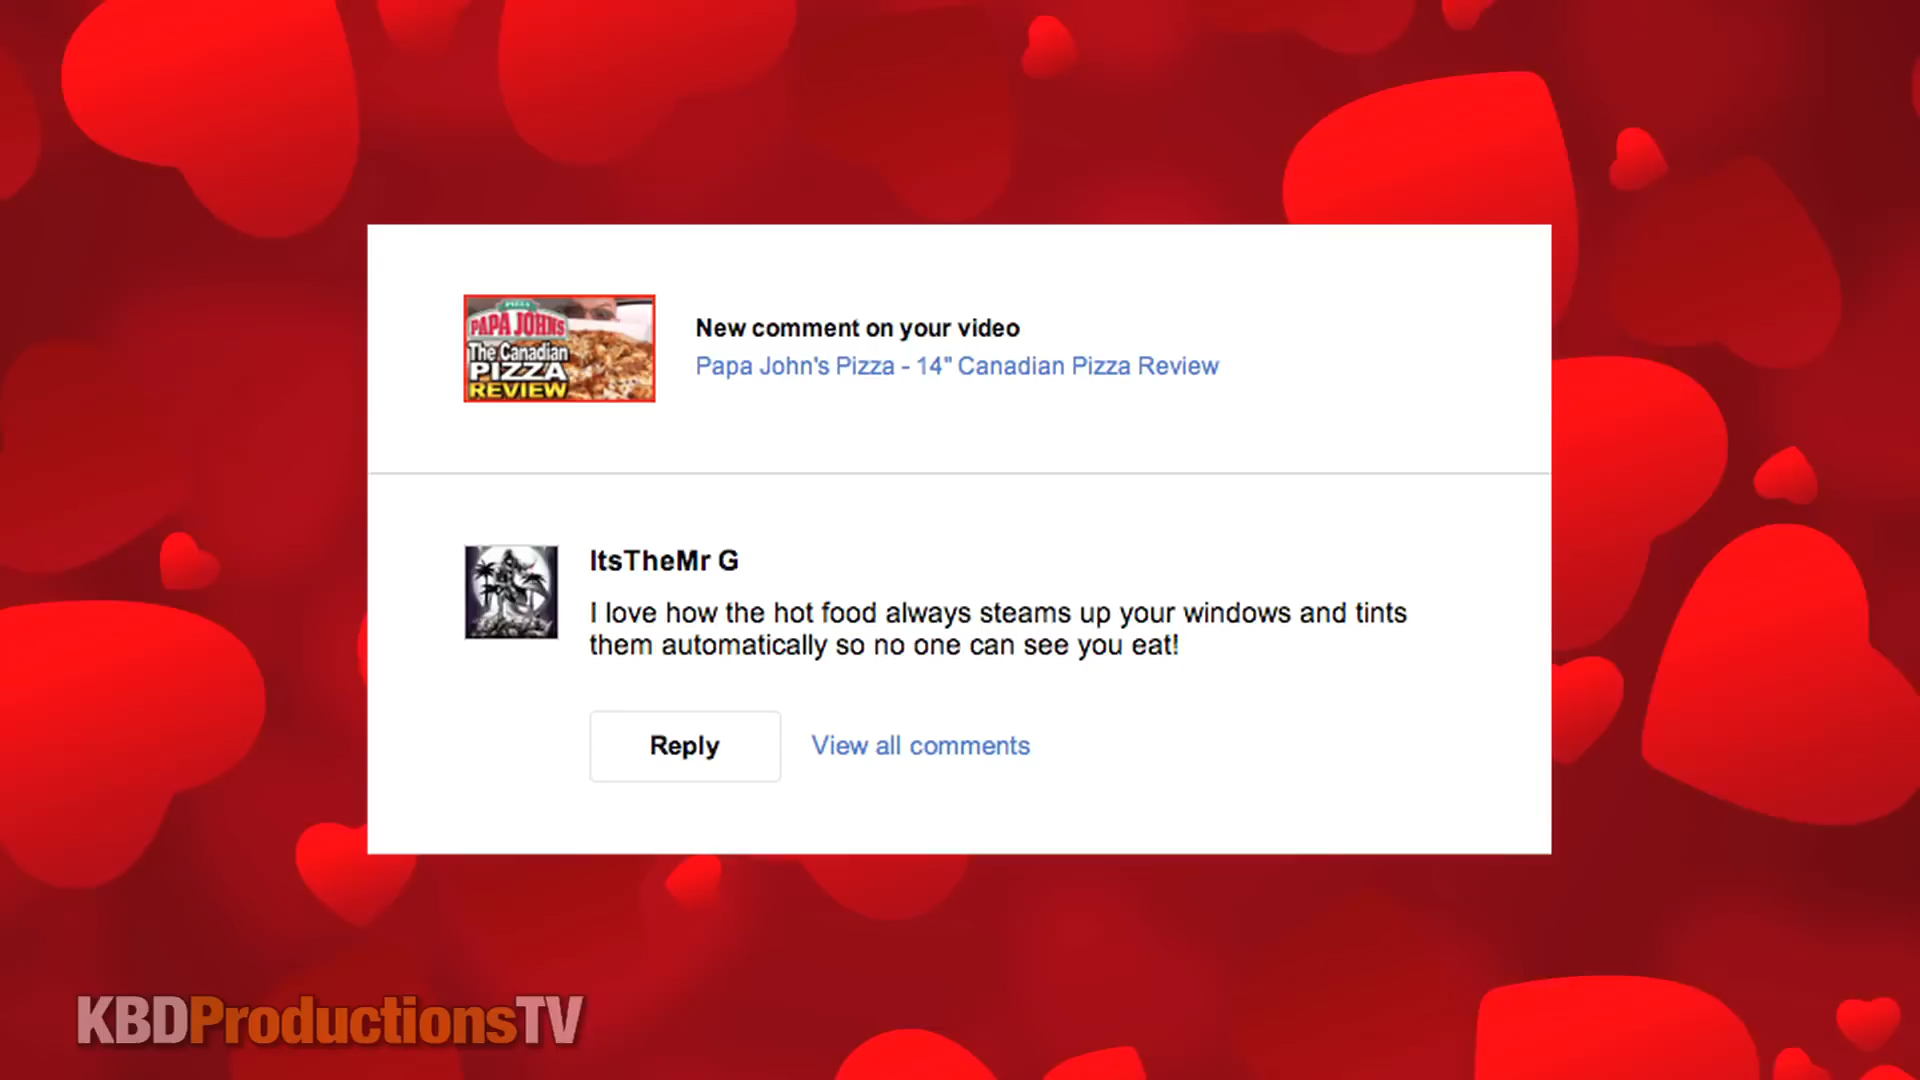 PIZZA
PAPA JOHNS
The Canadian
PIZZA
REVIEW
New comment on your video
Papa John's Pizza - 14" Canadian Pizza Review
ItsTheMr G
I love how the hot food always steams up your windows and tints
them automatically so no one can see you eat!
Reply
View all comments
KBDProductionsTV